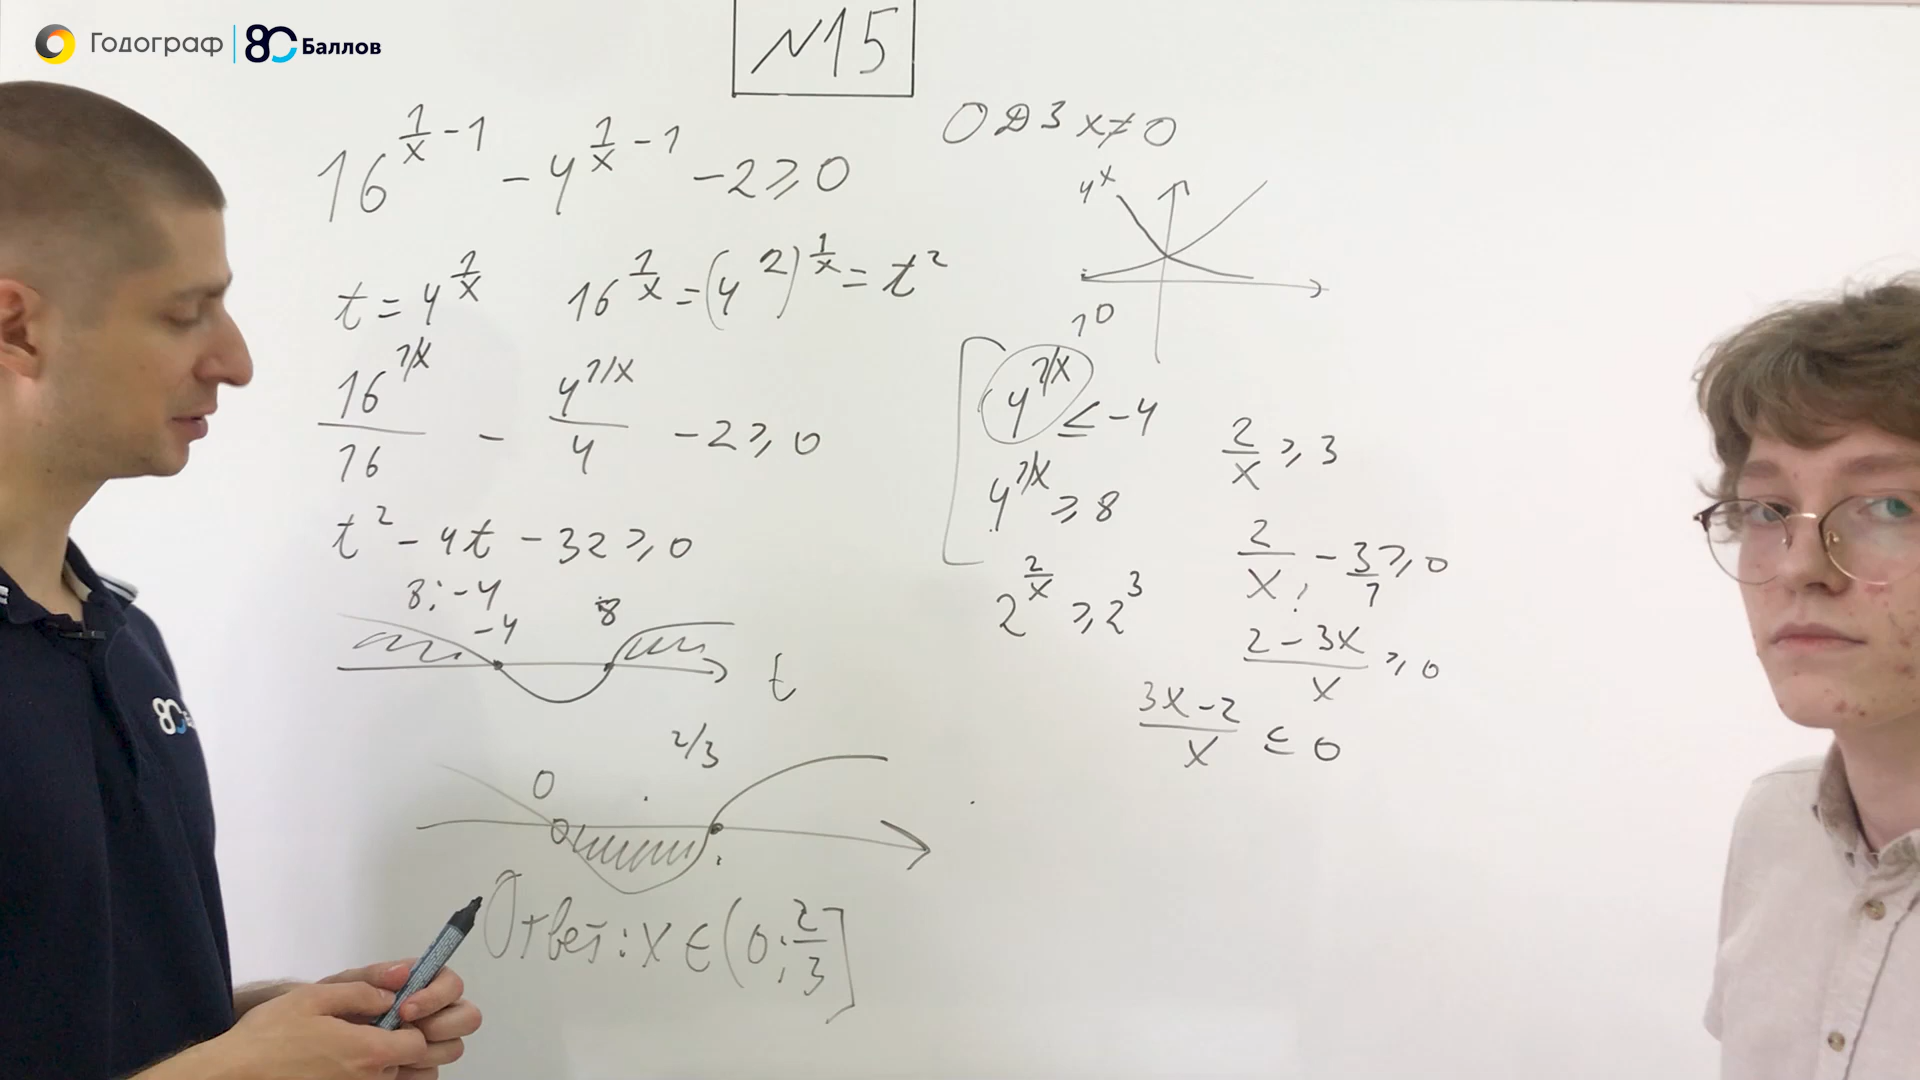 Годограф | 80 Баллов
№15
16^{1/x - 1} - 4^{1/x - 1} - 2 ⩾ 0
ОДЗ x ≠ 0
4^x
t = 4^{1/x}  16^{1/x} = (4^2)^{1/x} = t^2
1^0
16^{1/x}/16 - 4^{1/x}/4 - 2 ⩾ 0
t^2 - 4t - 32 ⩾ 0
8; -4
-4  8
t
4^{1/x} ≤ -4
4^{1/x} ⩾ 8
2^{2/x} ⩾ 2^3
2/x ⩾ 3
2/x - 3/1 ⩾ 0
(2 - 3x)/x ⩾ 0
(3x - 2)/x ≤ 0
0  2/3
Ответ: x ∈ (0; 2/3]
80